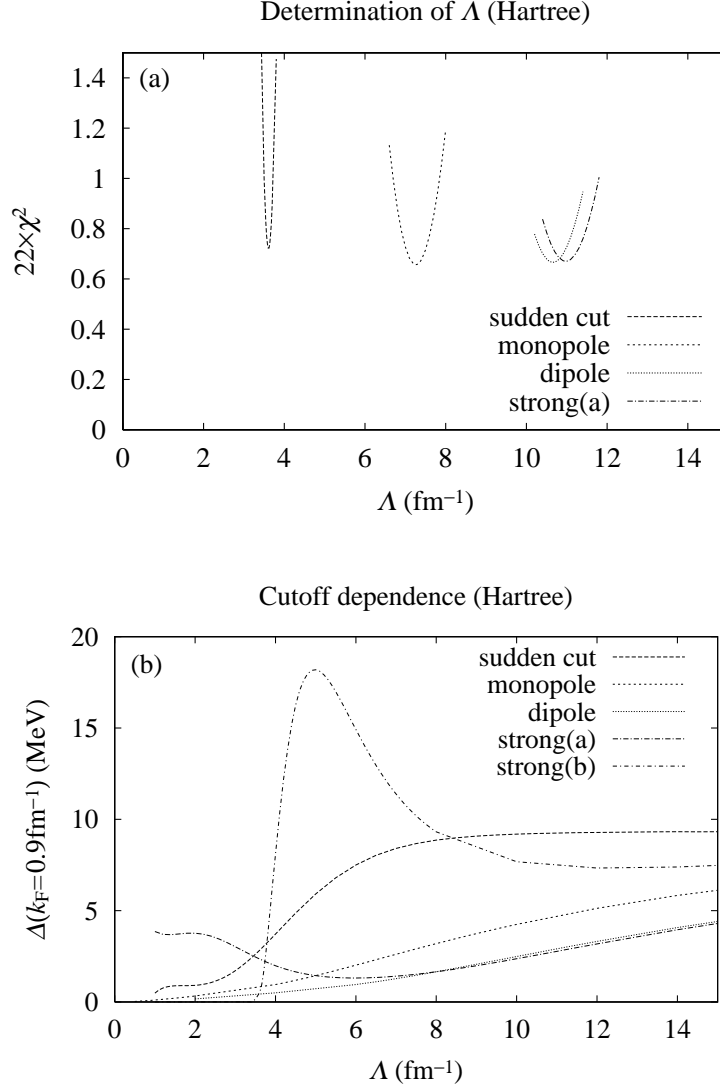 Determination of Λ (Hartree)
(a)
22×χ²
1.4
1.2
1
0.8
0.6
0.4
0.2
0
sudden cut
monopole
dipole
strong(a)
0 2 4 6 8 10 12 14
Λ (fm⁻¹)
Cutoff dependence (Hartree)
(b)
Δ(k_F=0.9fm⁻¹) (MeV)
20
15
10
5
0
sudden cut
monopole
dipole
strong(a)
strong(b)
0 2 4 6 8 10 12 14
Λ (fm⁻¹)